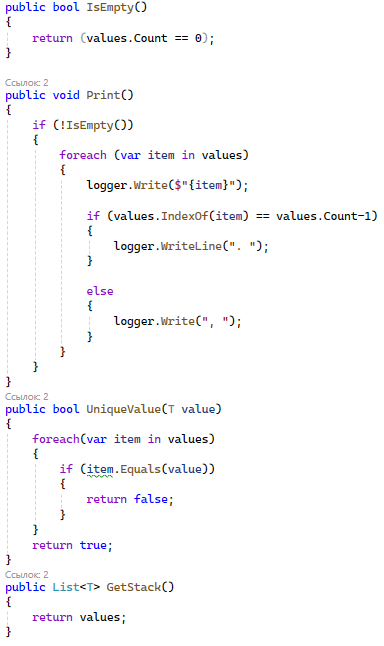 public bool IsEmpty()
{
    return (values.Count == 0);
}
Ссылок: 2
public void Print()
{
    if (!IsEmpty())
    {
        foreach (var item in values)
        {
            logger.Write($"{item}");
            if (values.IndexOf(item) == values.Count-1)
            {
                logger.WriteLine(". ");
            }
            else
            {
                logger.Write(", ");
            }
        }
    }
}
Ссылок: 2
public bool UniqueValue(T value)
{
    foreach(var item in values)
    {
        if (item.Equals(value))
        {
            return false;
        }
    }
    return true;
}
Ссылок: 2
public List<T> GetStack()
{
    return values;
}